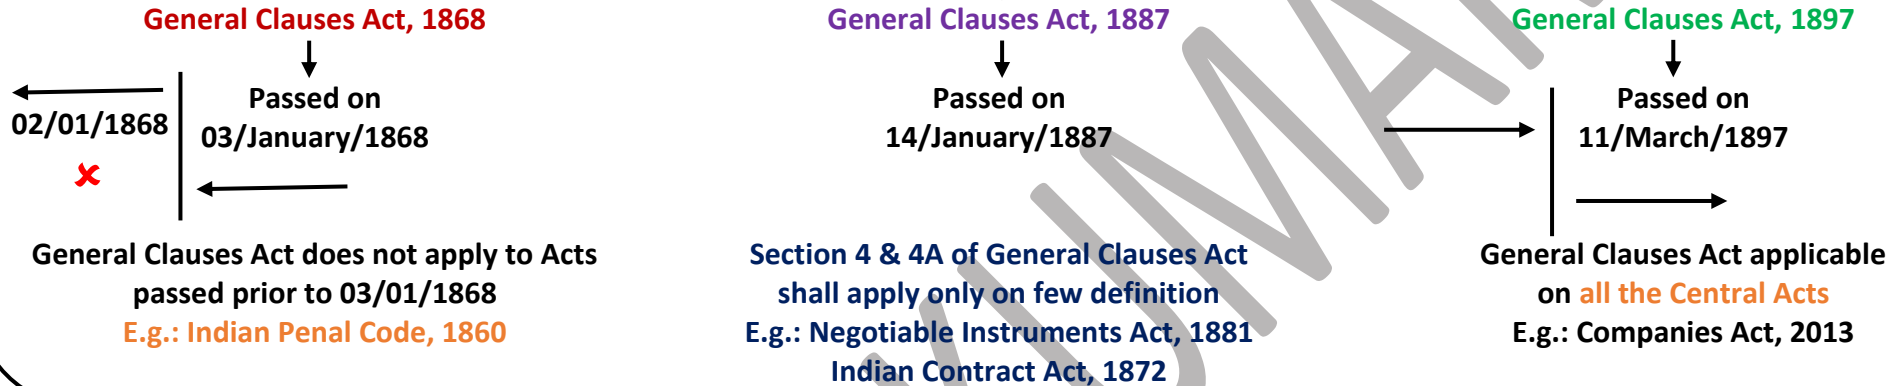 General Clauses Act, 1868
Passed on
03/January/1868
02/01/1868
General Clauses Act does not apply to Acts
passed prior to 03/01/1868
E.g.: Indian Penal Code, 1860
General Clauses Act, 1887
Passed on
14/January/1887
Section 4 & 4A of General Clauses Act
shall apply only on few definition
E.g.: Negotiable Instruments Act, 1881
Indian Contract Act, 1872
General Clauses Act, 1897
Passed on
11/March/1897
General Clauses Act applicable
on all the Central Acts
E.g.: Companies Act, 2013
KUMA